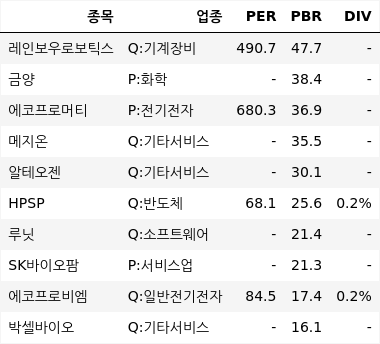 종목 업종 PER PBR DIV
레인보우로보틱스 Q:기계장비 490.7 47.7 -
금양 P:화학 - 38.4 -
에코프로머티 P:전기전자 680.3 36.9 -
메지온 Q:기타서비스 - 35.5 -
알테오젠 Q:기타서비스 - 30.1 -
HPSP Q:반도체 68.1 25.6 0.2%
루닛 Q:소프트웨어 - 21.4 -
SK바이오팜 P:서비스업 - 21.3 -
에코프로비엠 Q:일반전기전자 84.5 17.4 0.2%
박셀바이오 Q:기타서비스 - 16.1 -